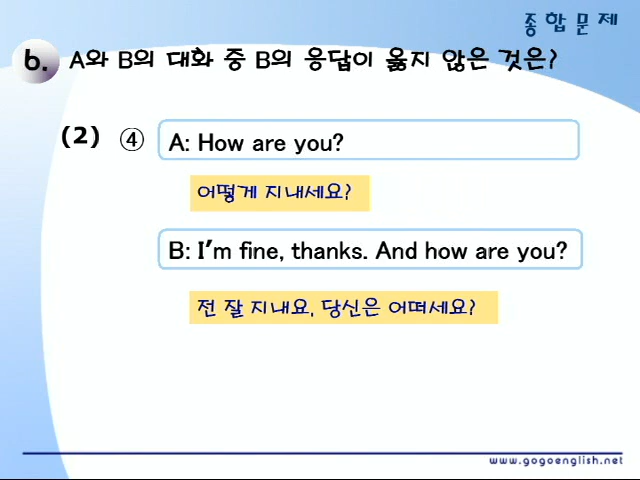 종합문제
6. A와 B의 대화 중 B의 응답이 옳지 않은 것은?
(2) ④ A: How are you?
어떻게 지내세요?
B: I'm fine, thanks. And how are you?
전 잘 지내요, 당신은 어떠세요?
www.gogoenglish.net